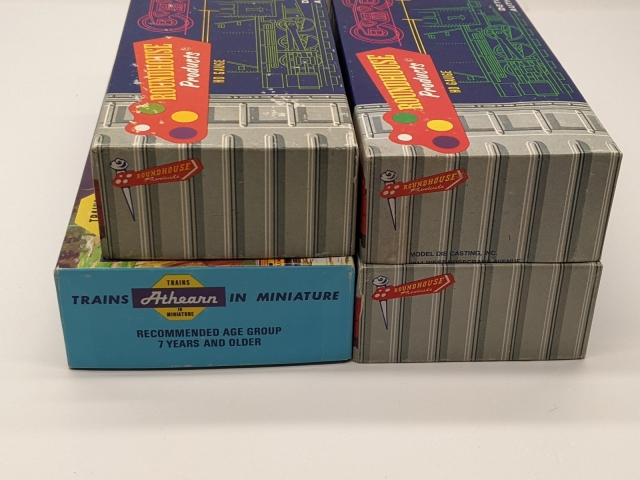 ROUNDHOUSE
Products
HO GAUGE
ROUNDHOUSE
Products
HO GAUGE
ROUNDHOUSE
Products
ROUNDHOUSE
Products
MODEL DIE CASTING, INC.
ROUNDHOUSE
Products
TRAINS
TRAINS Athearn IN MINIATURE
IN
MINIATURE
RECOMMENDED AGE GROUP
7 YEARS AND OLDER